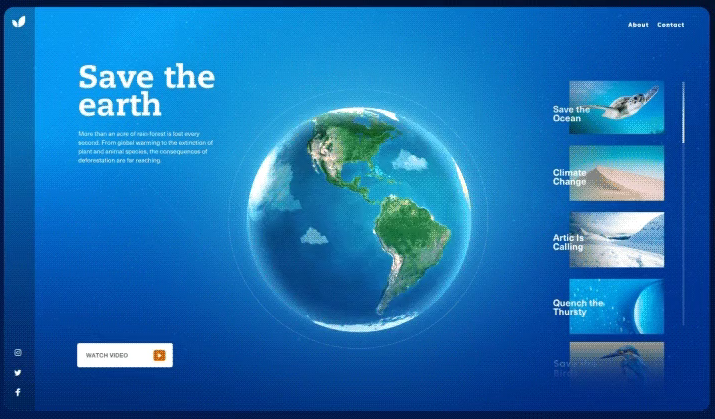 About Contact
Save the
earth
More than an acre of rain-forest is lost every
second. From global warming to the extinction of
plant and animal species, the consequences of
deforestation are far reaching.
Save the
Ocean
Climate
Change
Artic Is
Calling
Quench the
Thursty
Save the
WATCH VIDEO